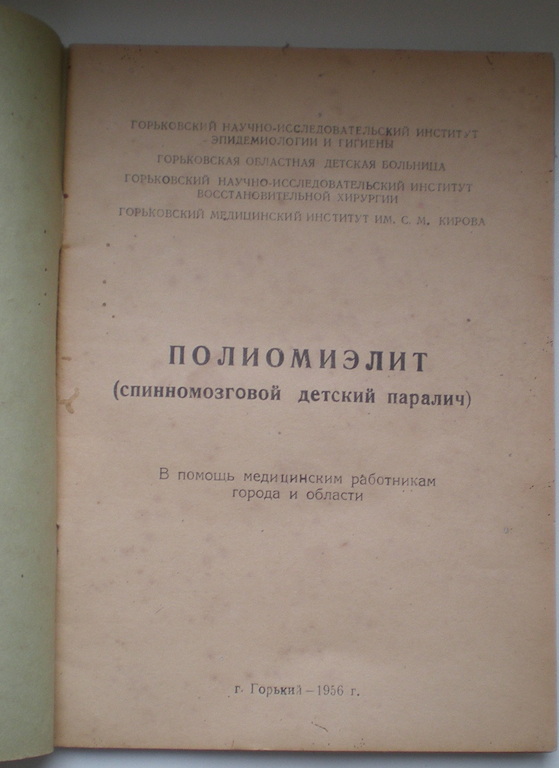 ГОРЬКОВСКИЙ НАУЧНО-ИССЛЕДОВАТЕЛЬСКИЙ ИНСТИТУТ
ЭПИДЕМИОЛОГИИ И ГИГИЕНЫ
ГОРЬКОВСКАЯ ОБЛАСТНАЯ ДЕТСКАЯ БОЛЬНИЦА
ГОРЬКОВСКИЙ НАУЧНО-ИССЛЕДОВАТЕЛЬСКИЙ ИНСТИТУТ
ВОССТАНОВИТЕЛЬНОЙ ХИРУРГИИ
ГОРЬКОВСКИЙ МЕДИЦИНСКИЙ ИНСТИТУТ ИМ. С. М. КИРОВА
ПОЛИОМИЭЛИТ
(спинномозговой детский паралич)
В помощь медицинским работникам
города и области
г. Горький — 1956 г.